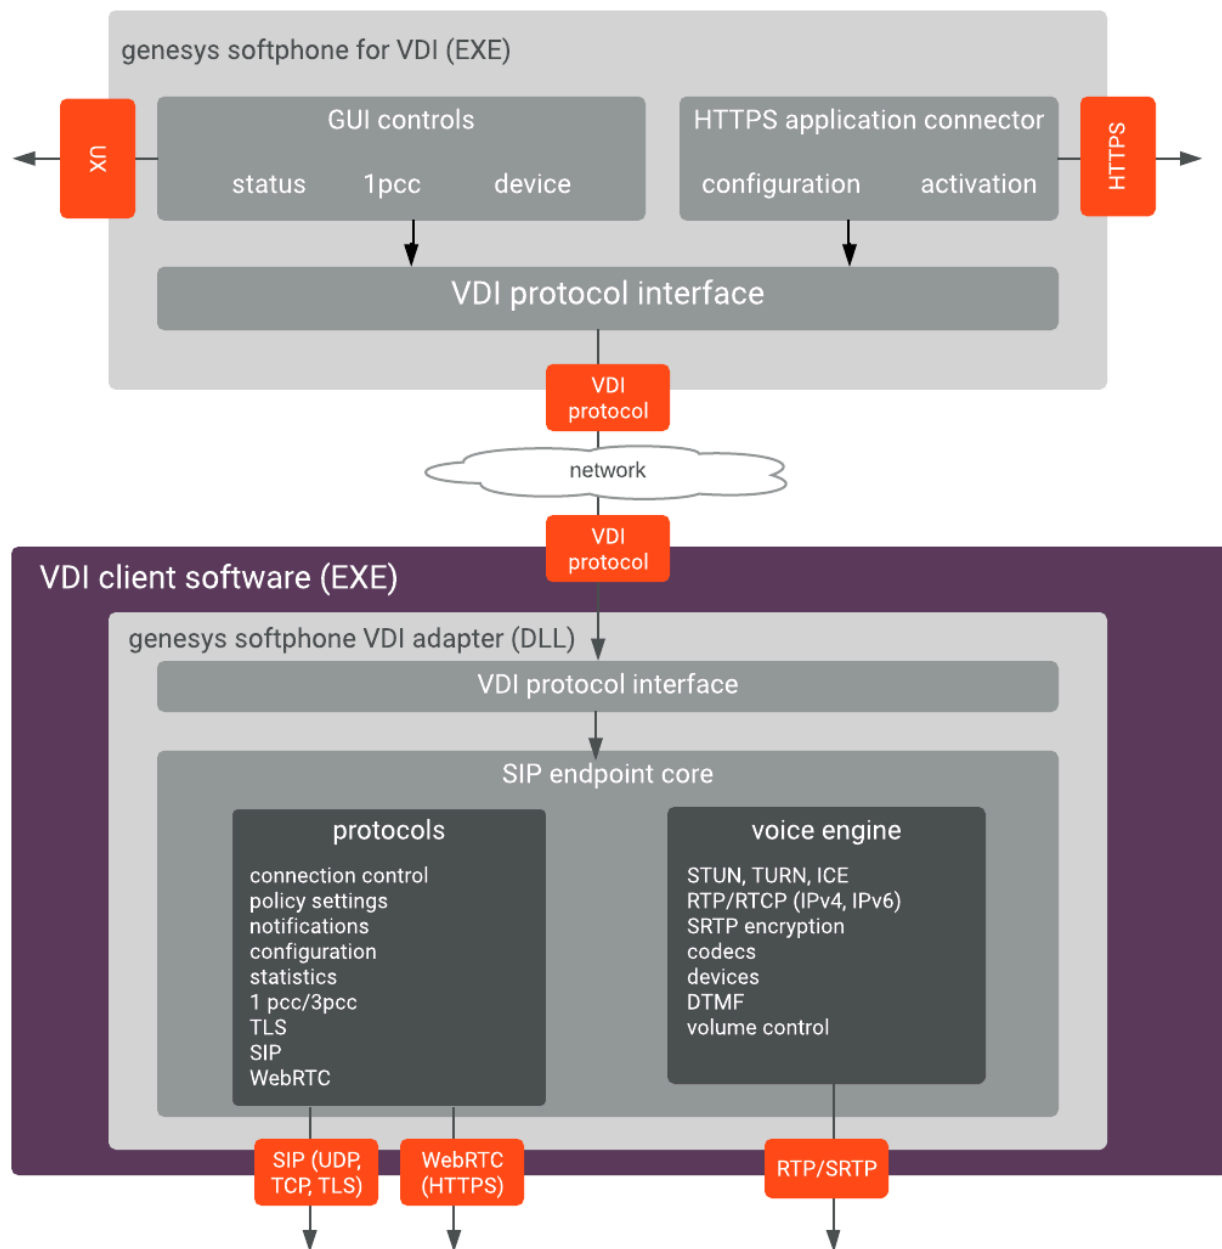 genesys softphone for VDI (EXE)
UX
GUI controls
status 1pcc device
HTTPS application connector
configuration activation
HTTPS
VDI protocol interface
VDI
protocol
network
VDI
protocol
VDI client software (EXE)
genesys softphone VDI adapter (DLL)
VDI protocol interface
SIP endpoint core
protocols
connection control
policy settings
notifications
configuration
statistics
1 pcc/3pcc
TLS
SIP
WebRTC
voice engine
STUN, TURN, ICE
RTP/RTCP (IPv4, IPv6)
SRTP encryption
codecs
devices
DTMF
volume control
SIP (UDP,
TCP, TLS)
WebRTC
(HTTPS)
RTP/SRTP